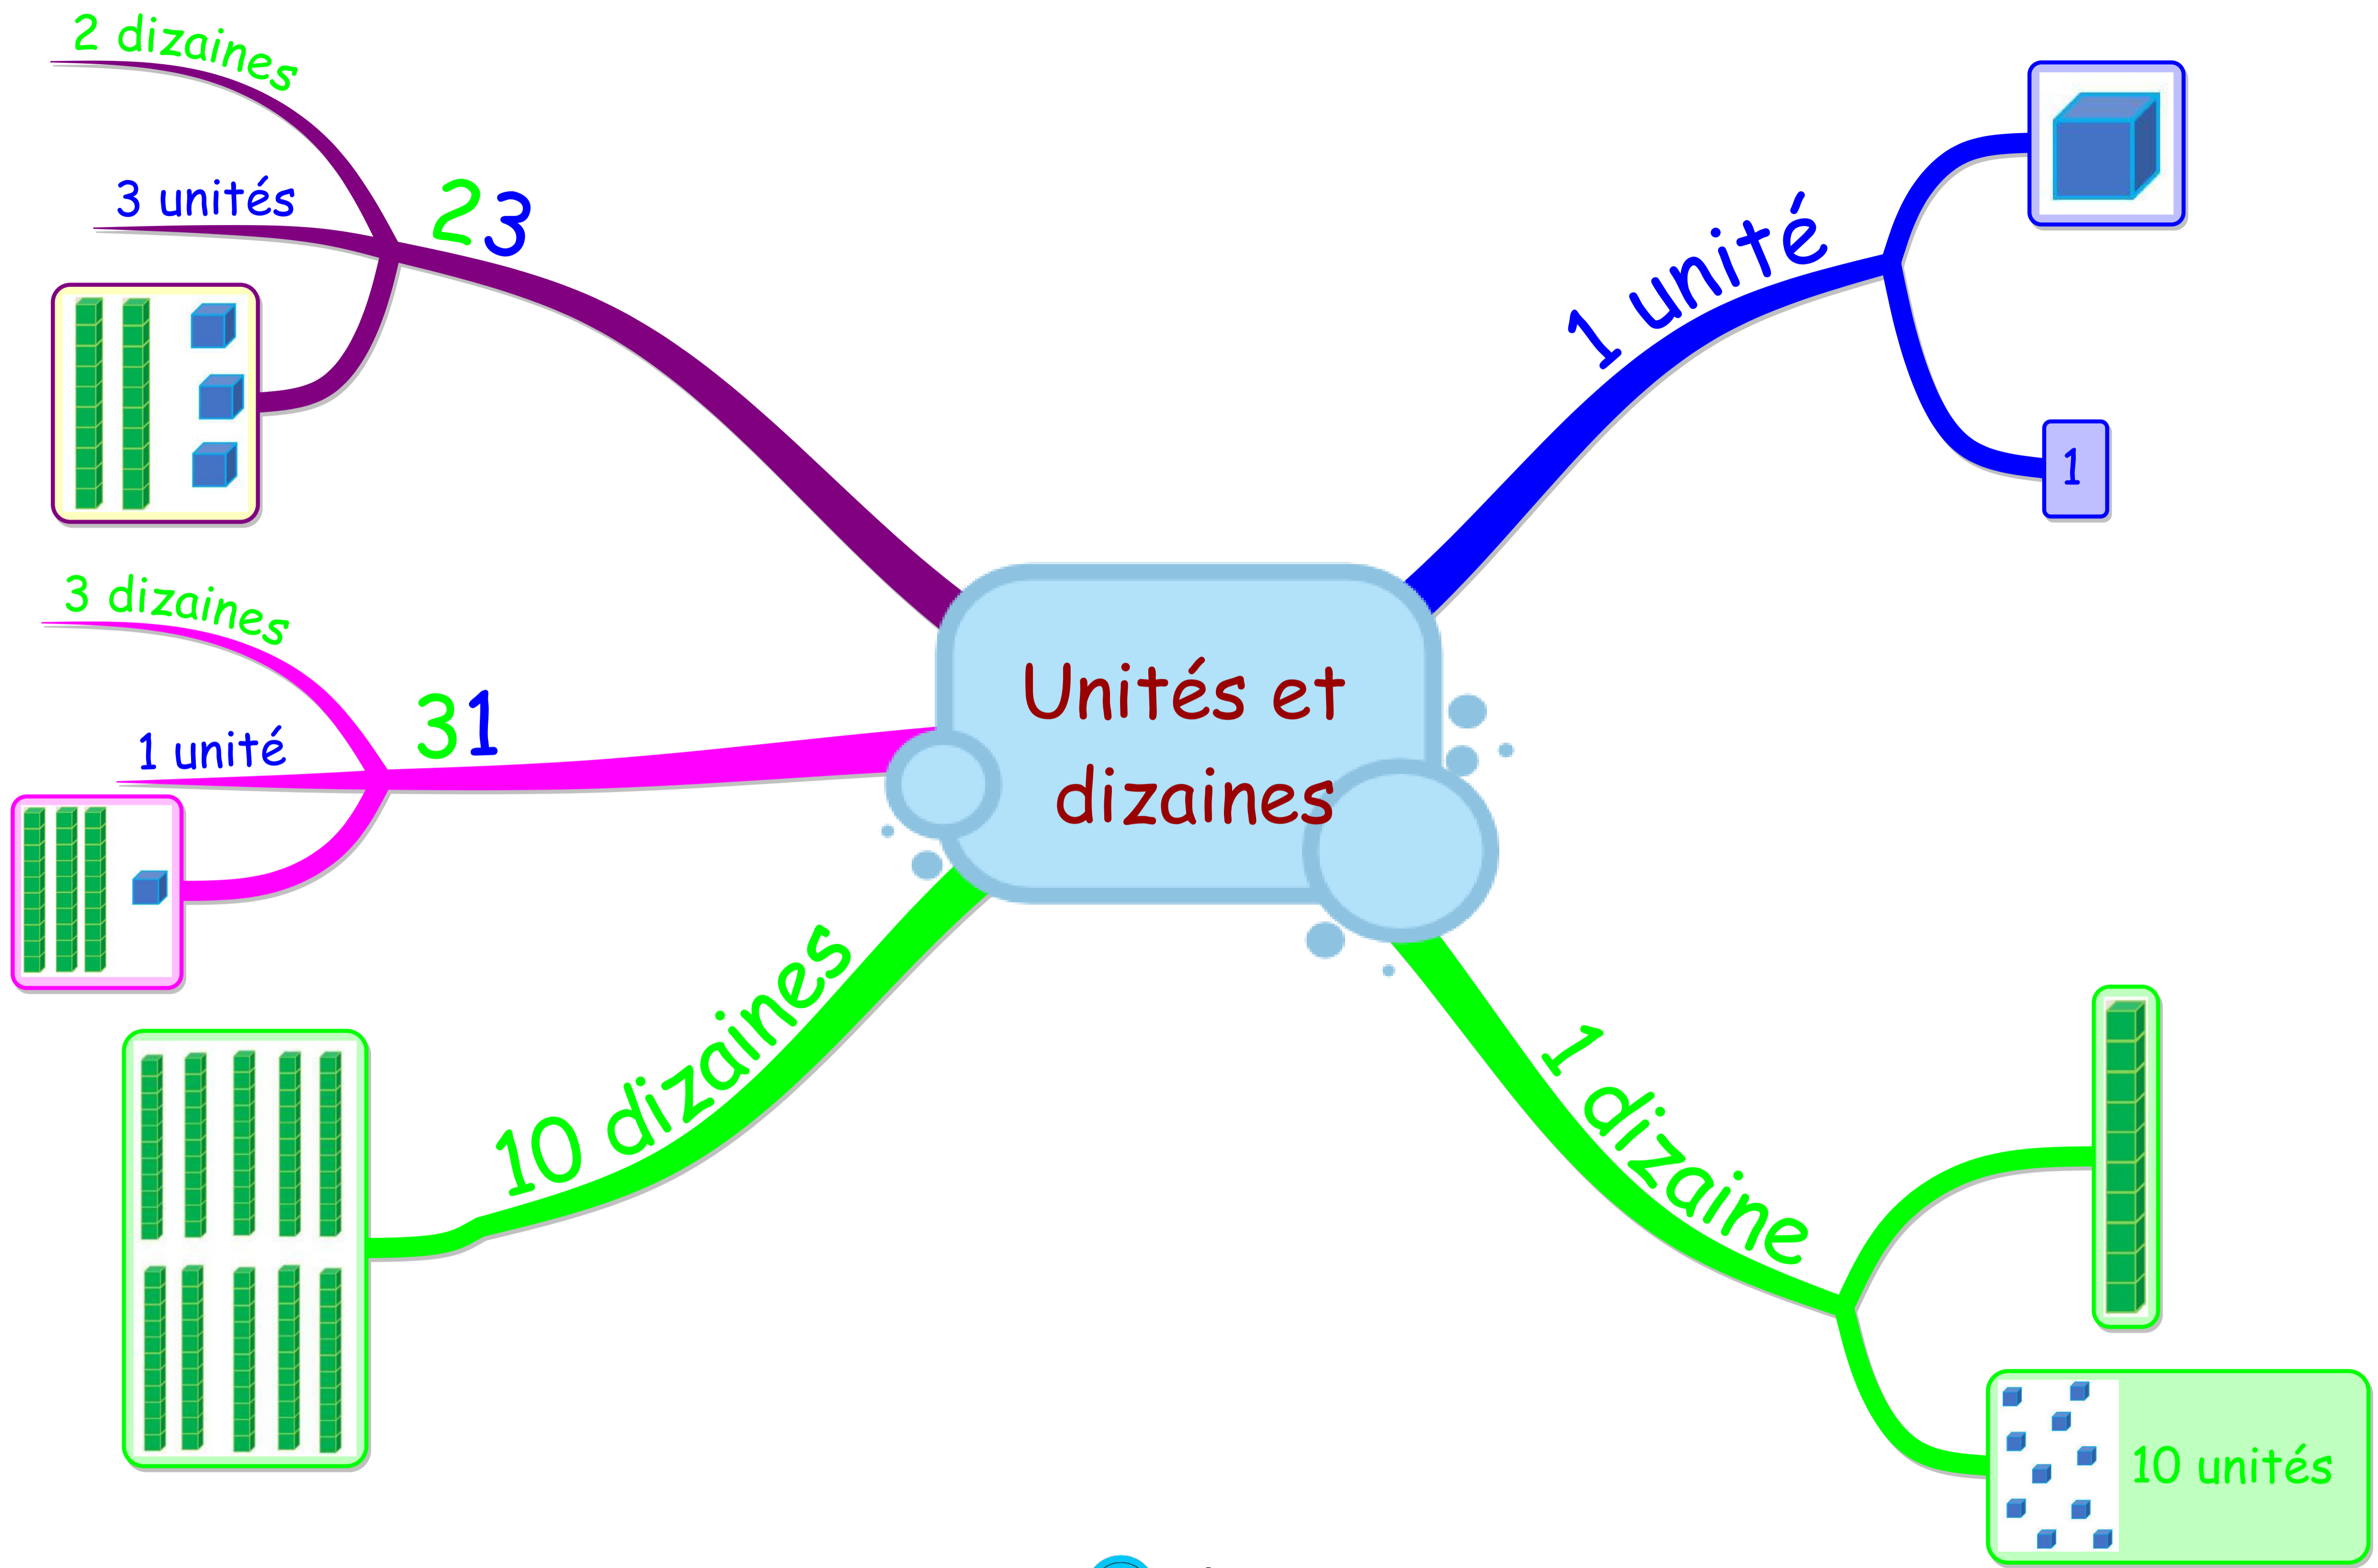 2 dizaines
3 unités
23
1 unité
1
3 dizaines
1 unité
31
Unités et
dizaines
10 dizaines
1 dizaine
10 unités